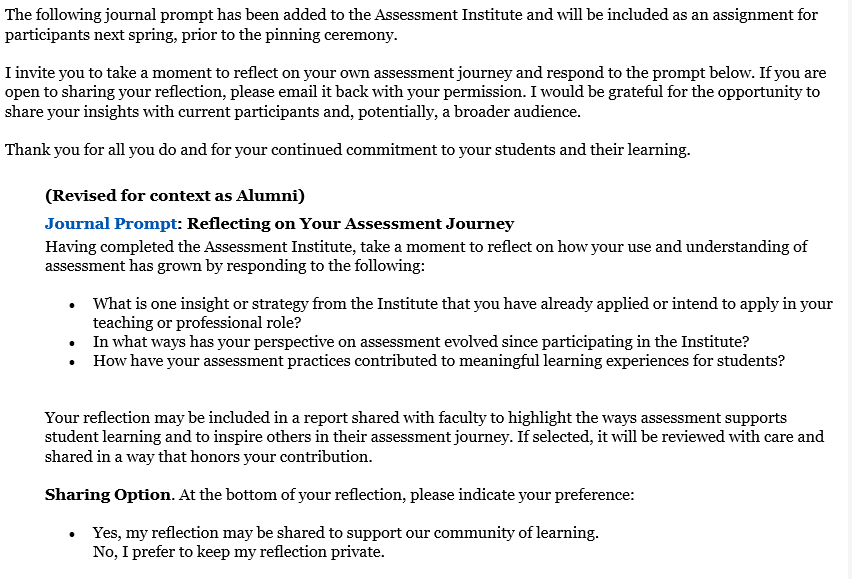 The following journal prompt has been added to the Assessment Institute and will be included as an assignment for
participants next spring, prior to the pinning ceremony.
I invite you to take a moment to reflect on your own assessment journey and respond to the prompt below. If you are
open to sharing your reflection, please email it back with your permission. I would be grateful for the opportunity to
share your insights with current participants and, potentially, a broader audience.
Thank you for all you do and for your continued commitment to your students and their learning.
(Revised for context as Alumni)
Journal Prompt: Reflecting on Your Assessment Journey
Having completed the Assessment Institute, take a moment to reflect on how your use and understanding of
assessment has grown by responding to the following:
• What is one insight or strategy from the Institute that you have already applied or intend to apply in your
teaching or professional role?
• In what ways has your perspective on assessment evolved since participating in the Institute?
• How have your assessment practices contributed to meaningful learning experiences for students?
Your reflection may be included in a report shared with faculty to highlight the ways assessment supports
student learning and to inspire others in their assessment journey. If selected, it will be reviewed with care and
shared in a way that honors your contribution.
Sharing Option. At the bottom of your reflection, please indicate your preference:
• Yes, my reflection may be shared to support our community of learning.
No, I prefer to keep my reflection private.